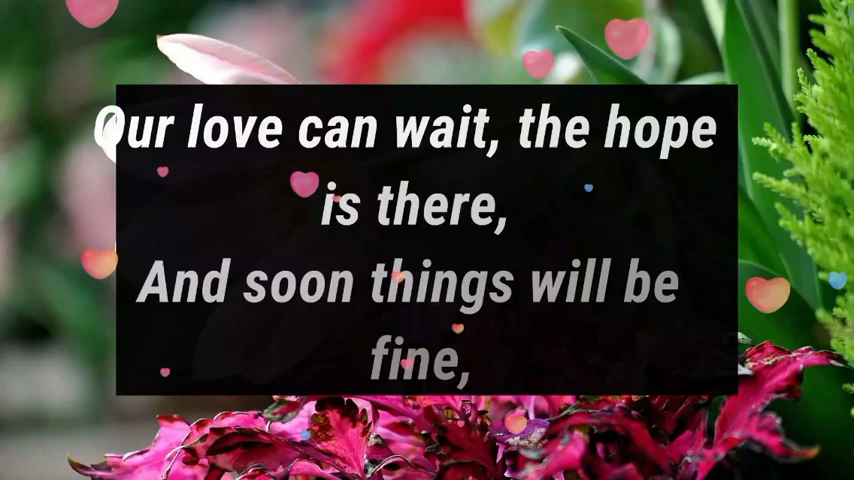 Our love can wait, the hope
is there,
And soon things will be
fine,